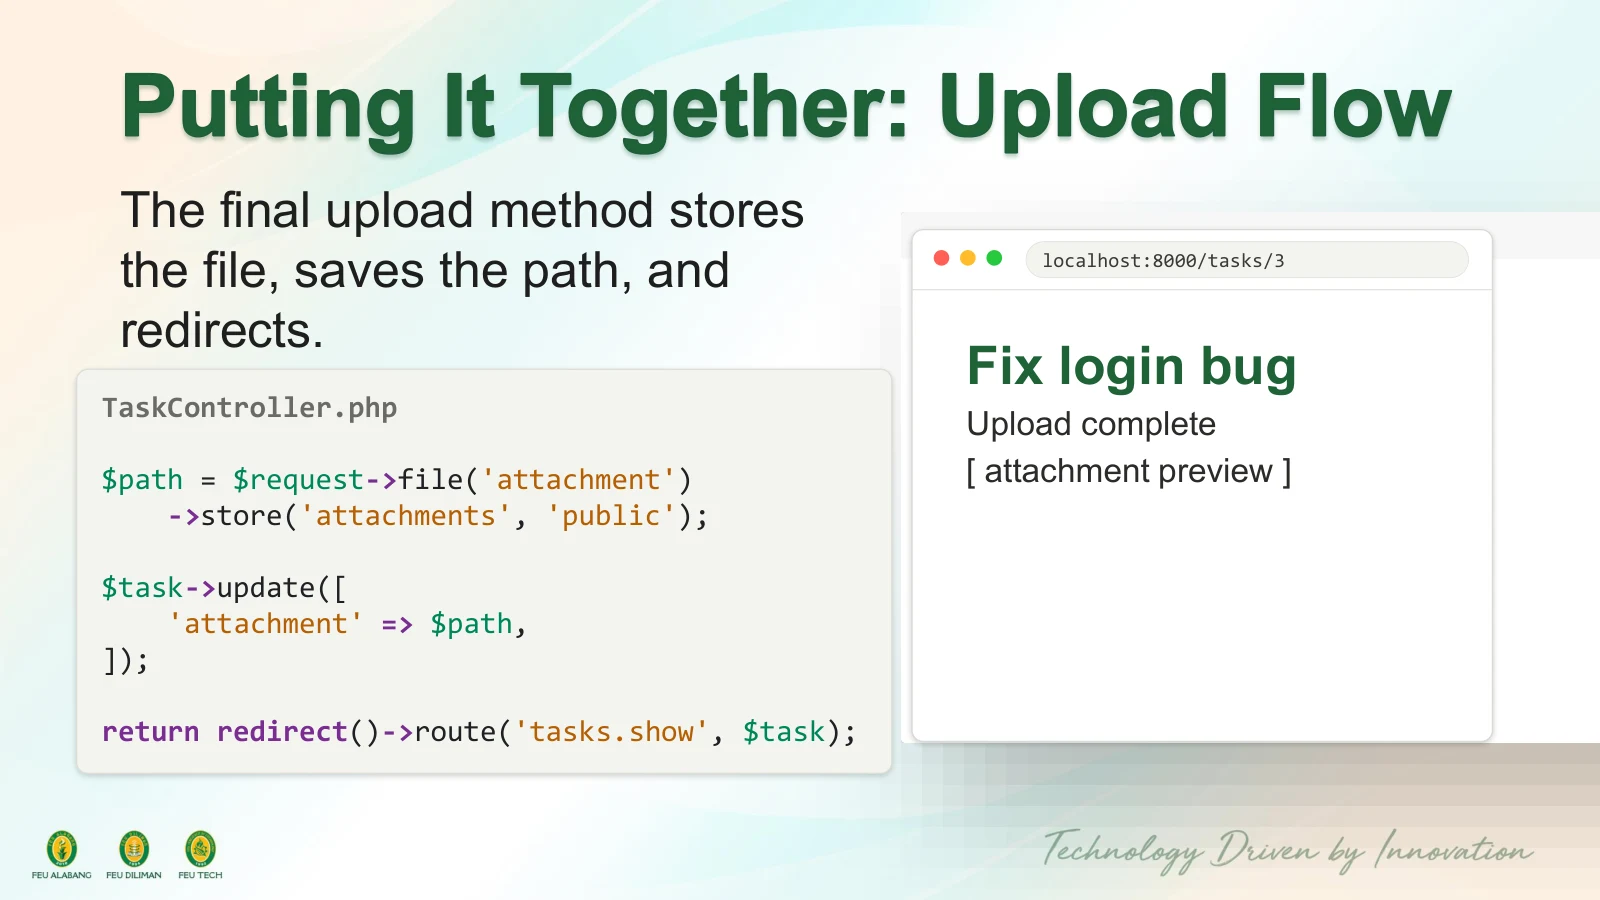 Putting It Together: Upload Flow
The final upload method stores
the file, saves the path, and
redirects.
TaskController.php
$path = $request->file('attachment')
    ->store('attachments', 'public');
$task->update([
    'attachment' => $path,
]);
return redirect()->route('tasks.show', $task);
localhost:8000/tasks/3
Fix login bug
Upload complete
[ attachment preview ]
FEU ALABANG
FEU DILIMAN
FEU TECH
Technology Driven by Innovation